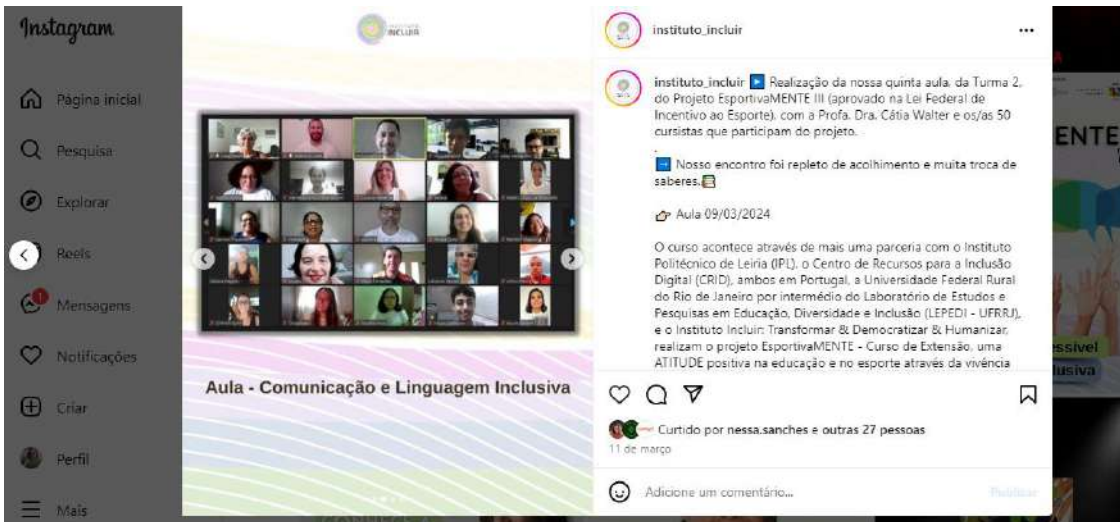 Instagram
Página inicial
Pesquisa
Explorar
Reels
Mensagens
Notificações
Criar
Perfil
Mais
INCLUIR
Aula - Comunicação e Linguagem Inclusiva
instituto_incluir
instituto_incluir ▶️ Realização da nossa quinta aula, da Turma 2,
do Projeto EsportivaMENTE III (aprovado na Lei Federal de
Incentivo ao Esporte), com a Profa. Dra. Cátia Walter e os/as 50
cursistas que participam do projeto.
.
➡️ Nosso encontro foi repleto de acolhimento e muita troca de
saberes.
👉 Aula 09/03/2024
O curso acontece através de mais uma parceria com o Instituto
Politécnico de Leiria (IPL), o Centro de Recursos para a Inclusão
Digital (CRID), ambos em Portugal, a Universidade Federal Rural
do Rio de Janeiro por intermédio do Laboratório de Estudos e
Pesquisas em Educação, Diversidade e Inclusão (LEPEDI - UFRRJ),
e o Instituto Incluir: Transformar & Democratizar & Humanizar,
realizam o projeto EsportivaMENTE - Curso de Extensão, uma
ATITUDE positiva na educação e no esporte através da vivência
Curtido por nessa.sanches e outras 27 pessoas
11 de março
Adicione um comentário...
Publicar
ENTE
essível
lusiva